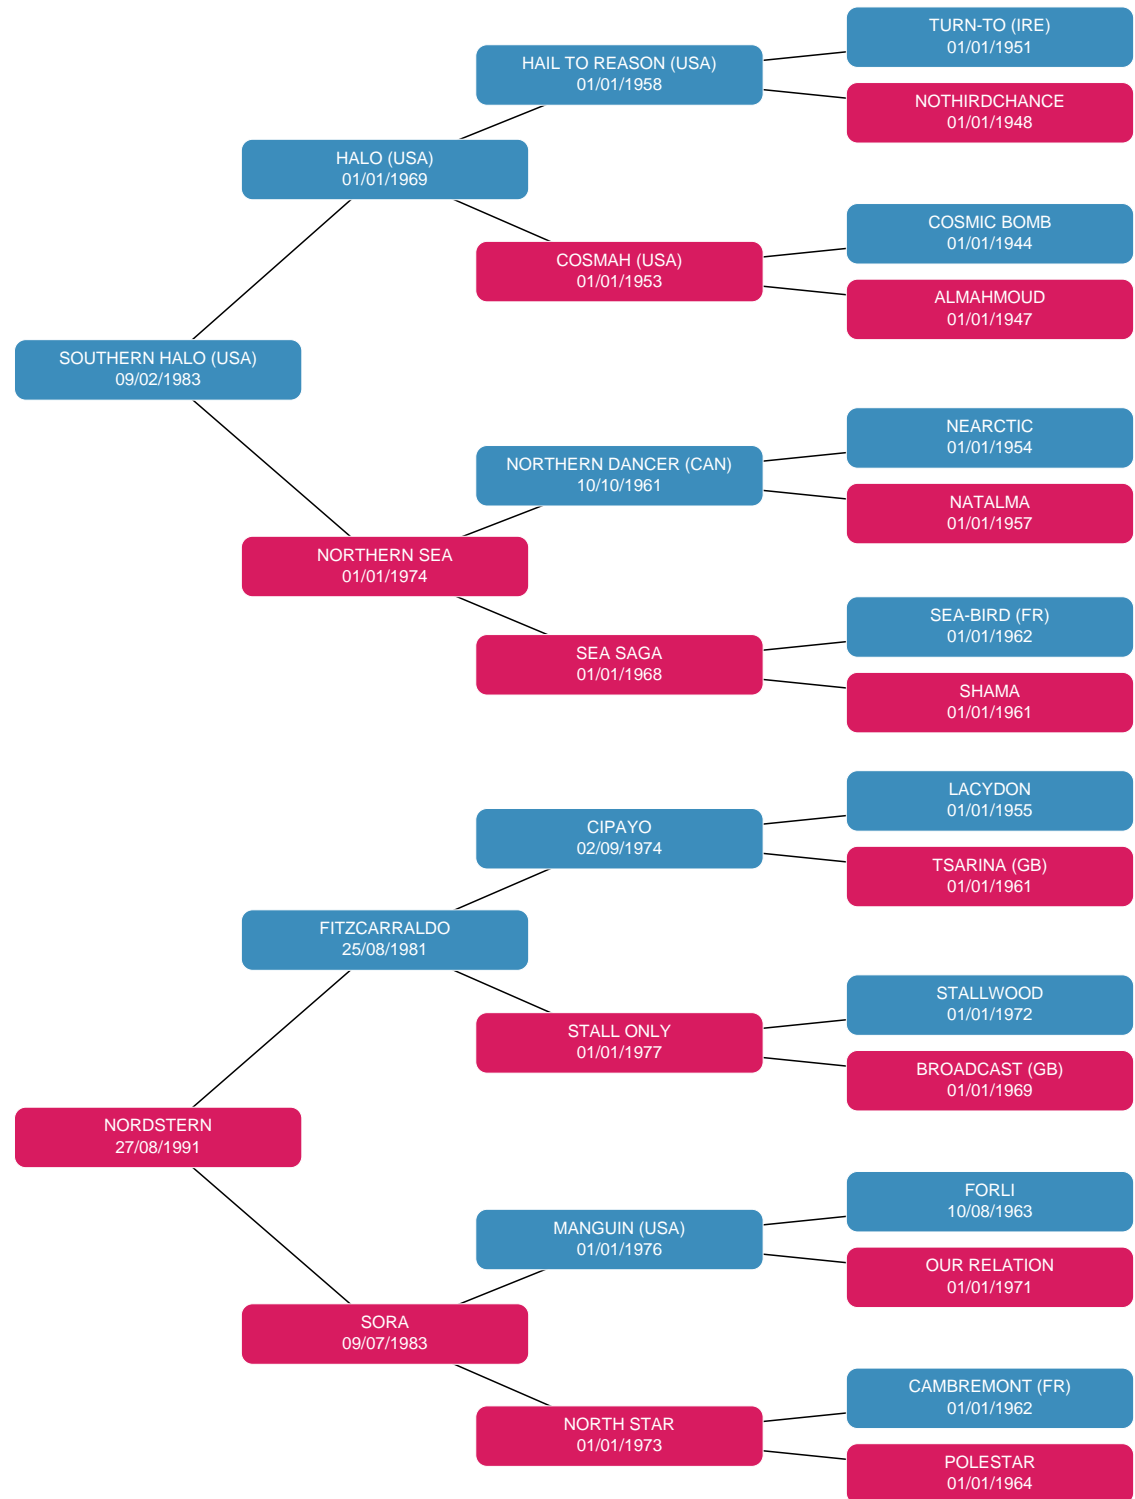 TURN-TO (IRE)
01/01/1951
HAIL TO REASON (USA)
01/01/1958
NOTHIRDCHANCE
01/01/1948
HALO (USA)
01/01/1969
COSMIC BOMB
01/01/1944
COSMAH (USA)
01/01/1953
ALMAHMOUD
01/01/1947
SOUTHERN HALO (USA)
09/02/1983
NEARCTIC
01/01/1954
NORTHERN DANCER (CAN)
10/10/1961
NATALMA
01/01/1957
NORTHERN SEA
01/01/1974
SEA-BIRD (FR)
01/01/1962
SEA SAGA
01/01/1968
SHAMA
01/01/1961
LACYDON
01/01/1955
CIPAYO
02/09/1974
TSARINA (GB)
01/01/1961
FITZCARRALDO
25/08/1981
STALLWOOD
01/01/1972
STALL ONLY
01/01/1977
BROADCAST (GB)
01/01/1969
NORDSTERN
27/08/1991
FORLI
10/08/1963
MANGUIN (USA)
01/01/1976
OUR RELATION
01/01/1971
SORA
09/07/1983
CAMBREMONT (FR)
01/01/1962
NORTH STAR
01/01/1973
POLESTAR
01/01/1964